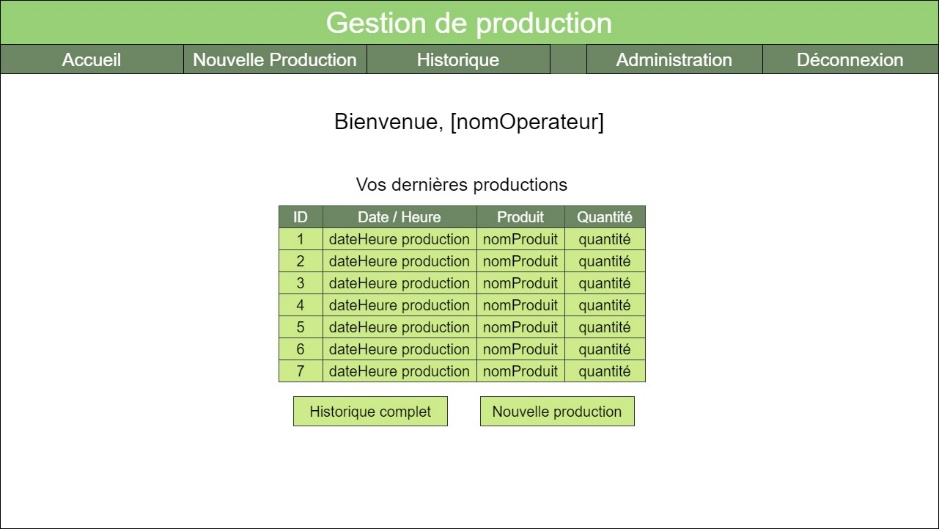 Gestion de production
Accueil Nouvelle Production Historique Administration Déconnexion
Bienvenue, [nomOperateur]
Vos dernières productions
ID Date / Heure Produit Quantité
1 dateHeure production nomProduit quantité
2 dateHeure production nomProduit quantité
3 dateHeure production nomProduit quantité
4 dateHeure production nomProduit quantité
5 dateHeure production nomProduit quantité
6 dateHeure production nomProduit quantité
7 dateHeure production nomProduit quantité
Historique complet Nouvelle production